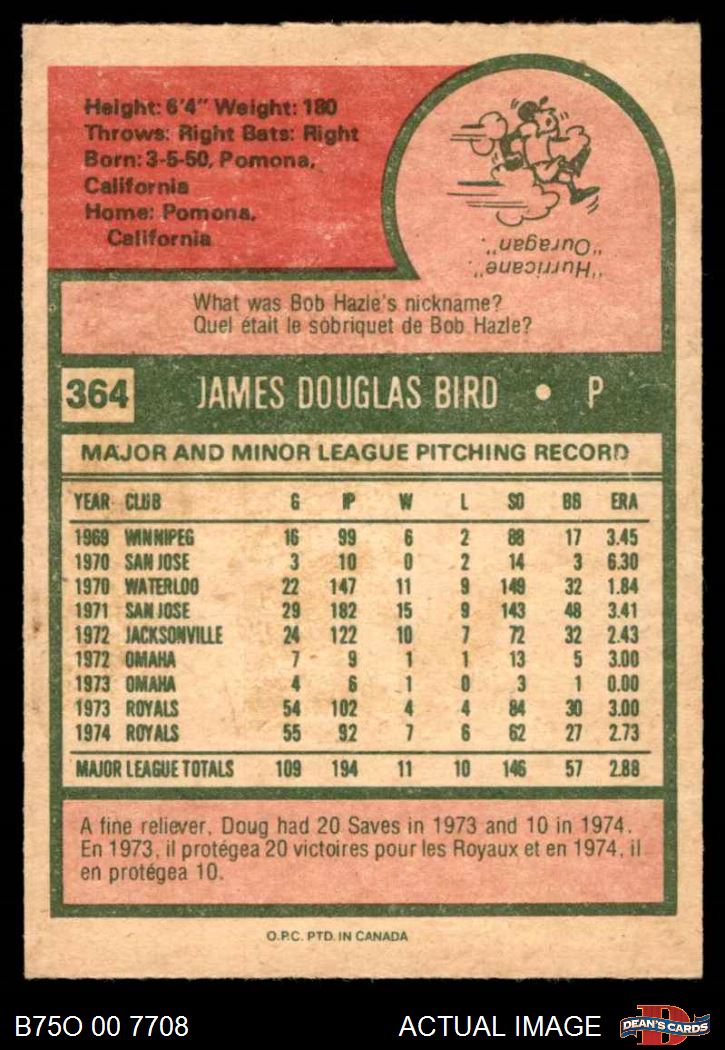 Height: 6'4" Weight: 180
Throws: Right Bats: Right
Born: 3-5-50, Pomona,
California
Home: Pomona,
California
"Hurricane"
"Ouragan"
What was Bob Hazle's nickname?
Quel était le sobriquet de Bob Hazle?
364 JAMES DOUGLAS BIRD • P
MAJOR AND MINOR LEAGUE PITCHING RECORD
YEAR CLUB G IP W L SO BB ERA
1969 WINNIPEG 16 99 6 2 88 17 3.45
1970 SAN JOSE 3 10 0 2 14 3 6.30
1970 WATERLOO 22 147 11 9 149 32 1.84
1971 SAN JOSE 29 182 15 9 143 48 3.41
1972 JACKSONVILLE 24 122 10 7 72 32 2.43
1972 OMAHA 7 9 1 1 13 5 3.00
1973 OMAHA 4 6 1 0 3 1 0.00
1973 ROYALS 54 102 4 4 84 30 3.00
1974 ROYALS 55 92 7 6 62 27 2.73
MAJOR LEAGUE TOTALS 109 194 11 10 146 57 2.88
A fine reliever, Doug had 20 Saves in 1973 and 10 in 1974.
En 1973, il protégea 20 victoires pour les Royaux et en 1974, il
en protégea 10.
O.P.C. PTD. IN CANADA
B75O 00 7708 ACTUAL IMAGE DEAN'S CARDS